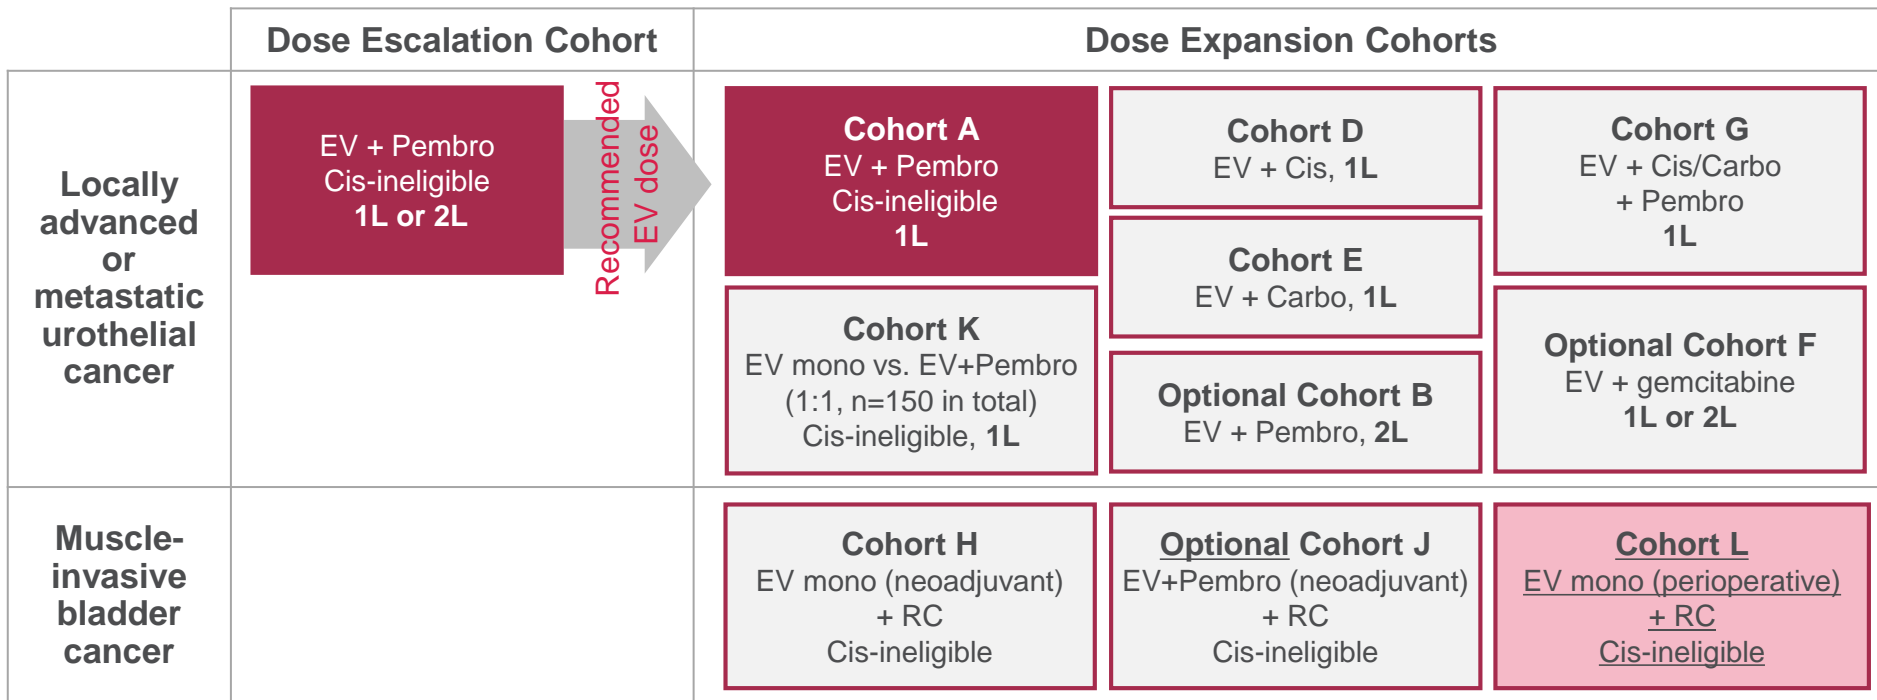 Dose Escalation Cohort
Dose Expansion Cohorts
Locally
advanced
or
metastatic
urothelial
cancer
EV + Pembro
Cis-ineligible
1L or 2L
Recommended
EV dose
Cohort A
EV + Pembro
Cis-ineligible
1L
Cohort K
EV mono vs. EV+Pembro
(1:1, n=150 in total)
Cis-ineligible, 1L
Cohort D
EV + Cis, 1L
Cohort E
EV + Carbo, 1L
Optional Cohort B
EV + Pembro, 2L
Cohort G
EV + Cis/Carbo
+ Pembro
1L
Optional Cohort F
EV + gemcitabine
1L or 2L
Muscle-
invasive
bladder
cancer
Cohort H
EV mono (neoadjuvant)
+ RC
Cis-ineligible
Optional Cohort J
EV+Pembro (neoadjuvant)
+ RC
Cis-ineligible
Cohort L
EV mono (perioperative)
+ RC
Cis-ineligible